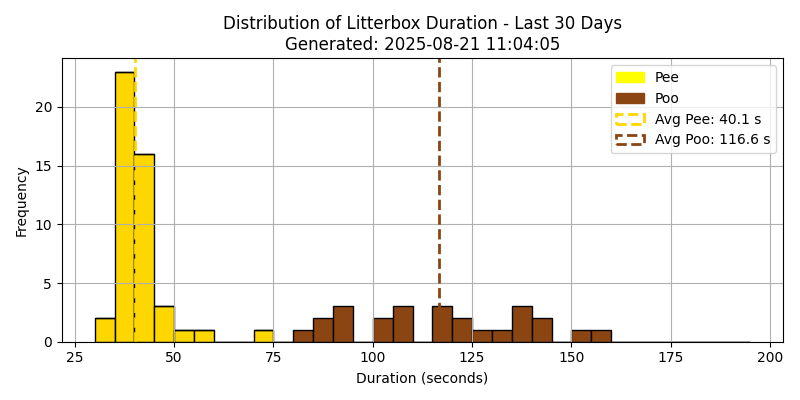 Distribution of Litterbox Duration - Last 30 Days
Generated: 2025-08-21 11:04:05
Pee
Poo
Avg Pee: 40.1 s
Avg Poo: 116.6 s
Frequency
20
15
10
5
0
25 50 75 100 125 150 175 200
Duration (seconds)